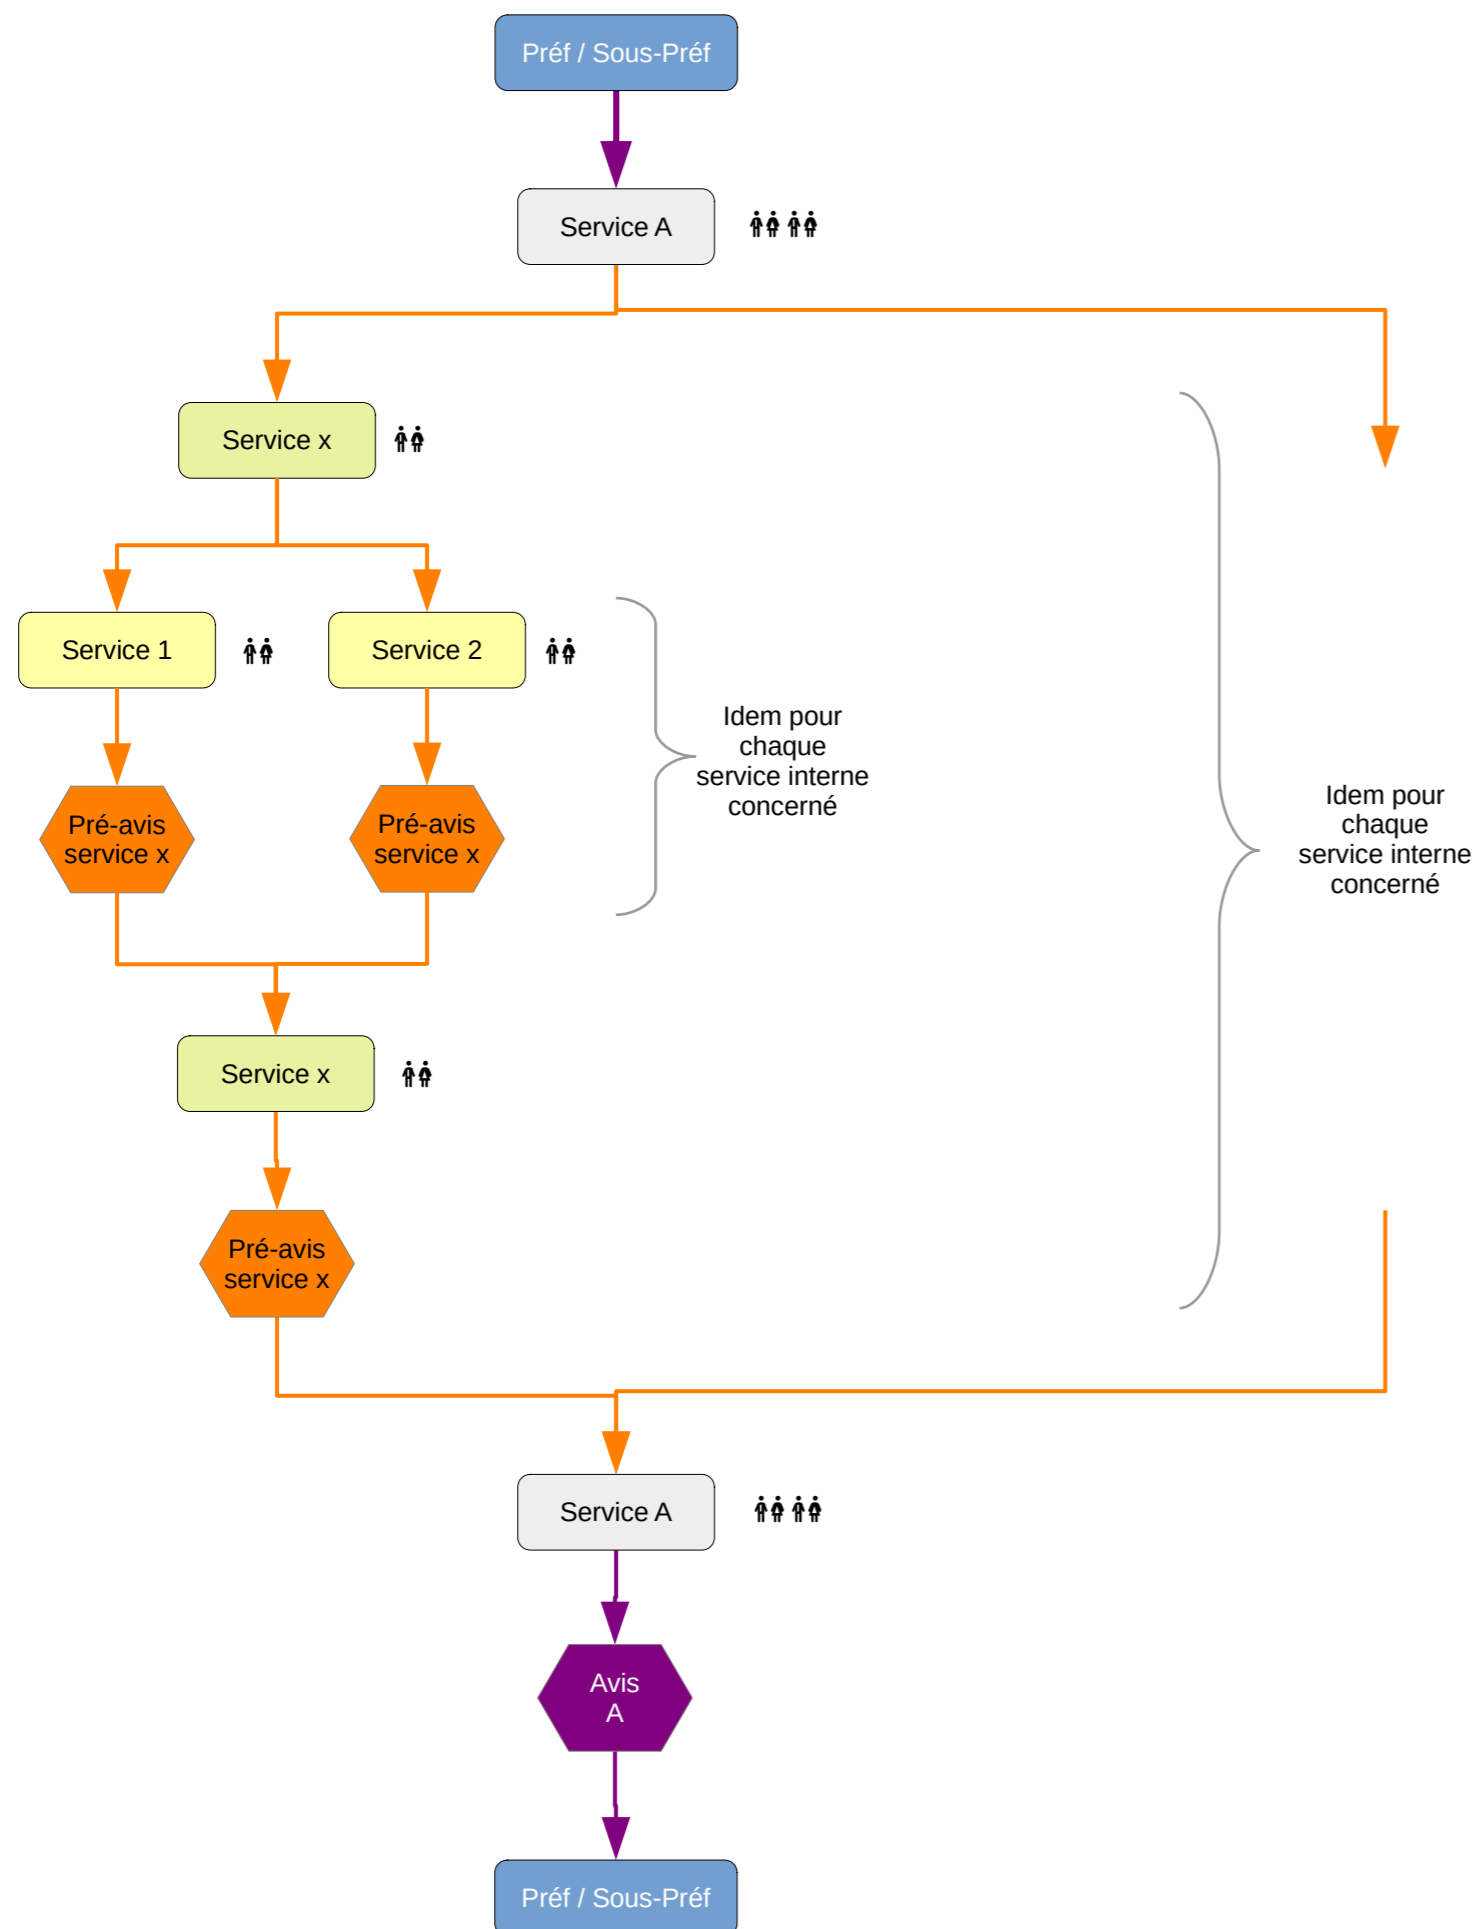 Préf / Sous-Préf
Service A
Service x
Service 1
Service 2
Idem pour
chaque
service interne
concerné
Pré-avis
service x
Pré-avis
service x
Idem pour
chaque
service interne
concerné
Service x
Pré-avis
service x
Service A
Avis
A
Préf / Sous-Préf